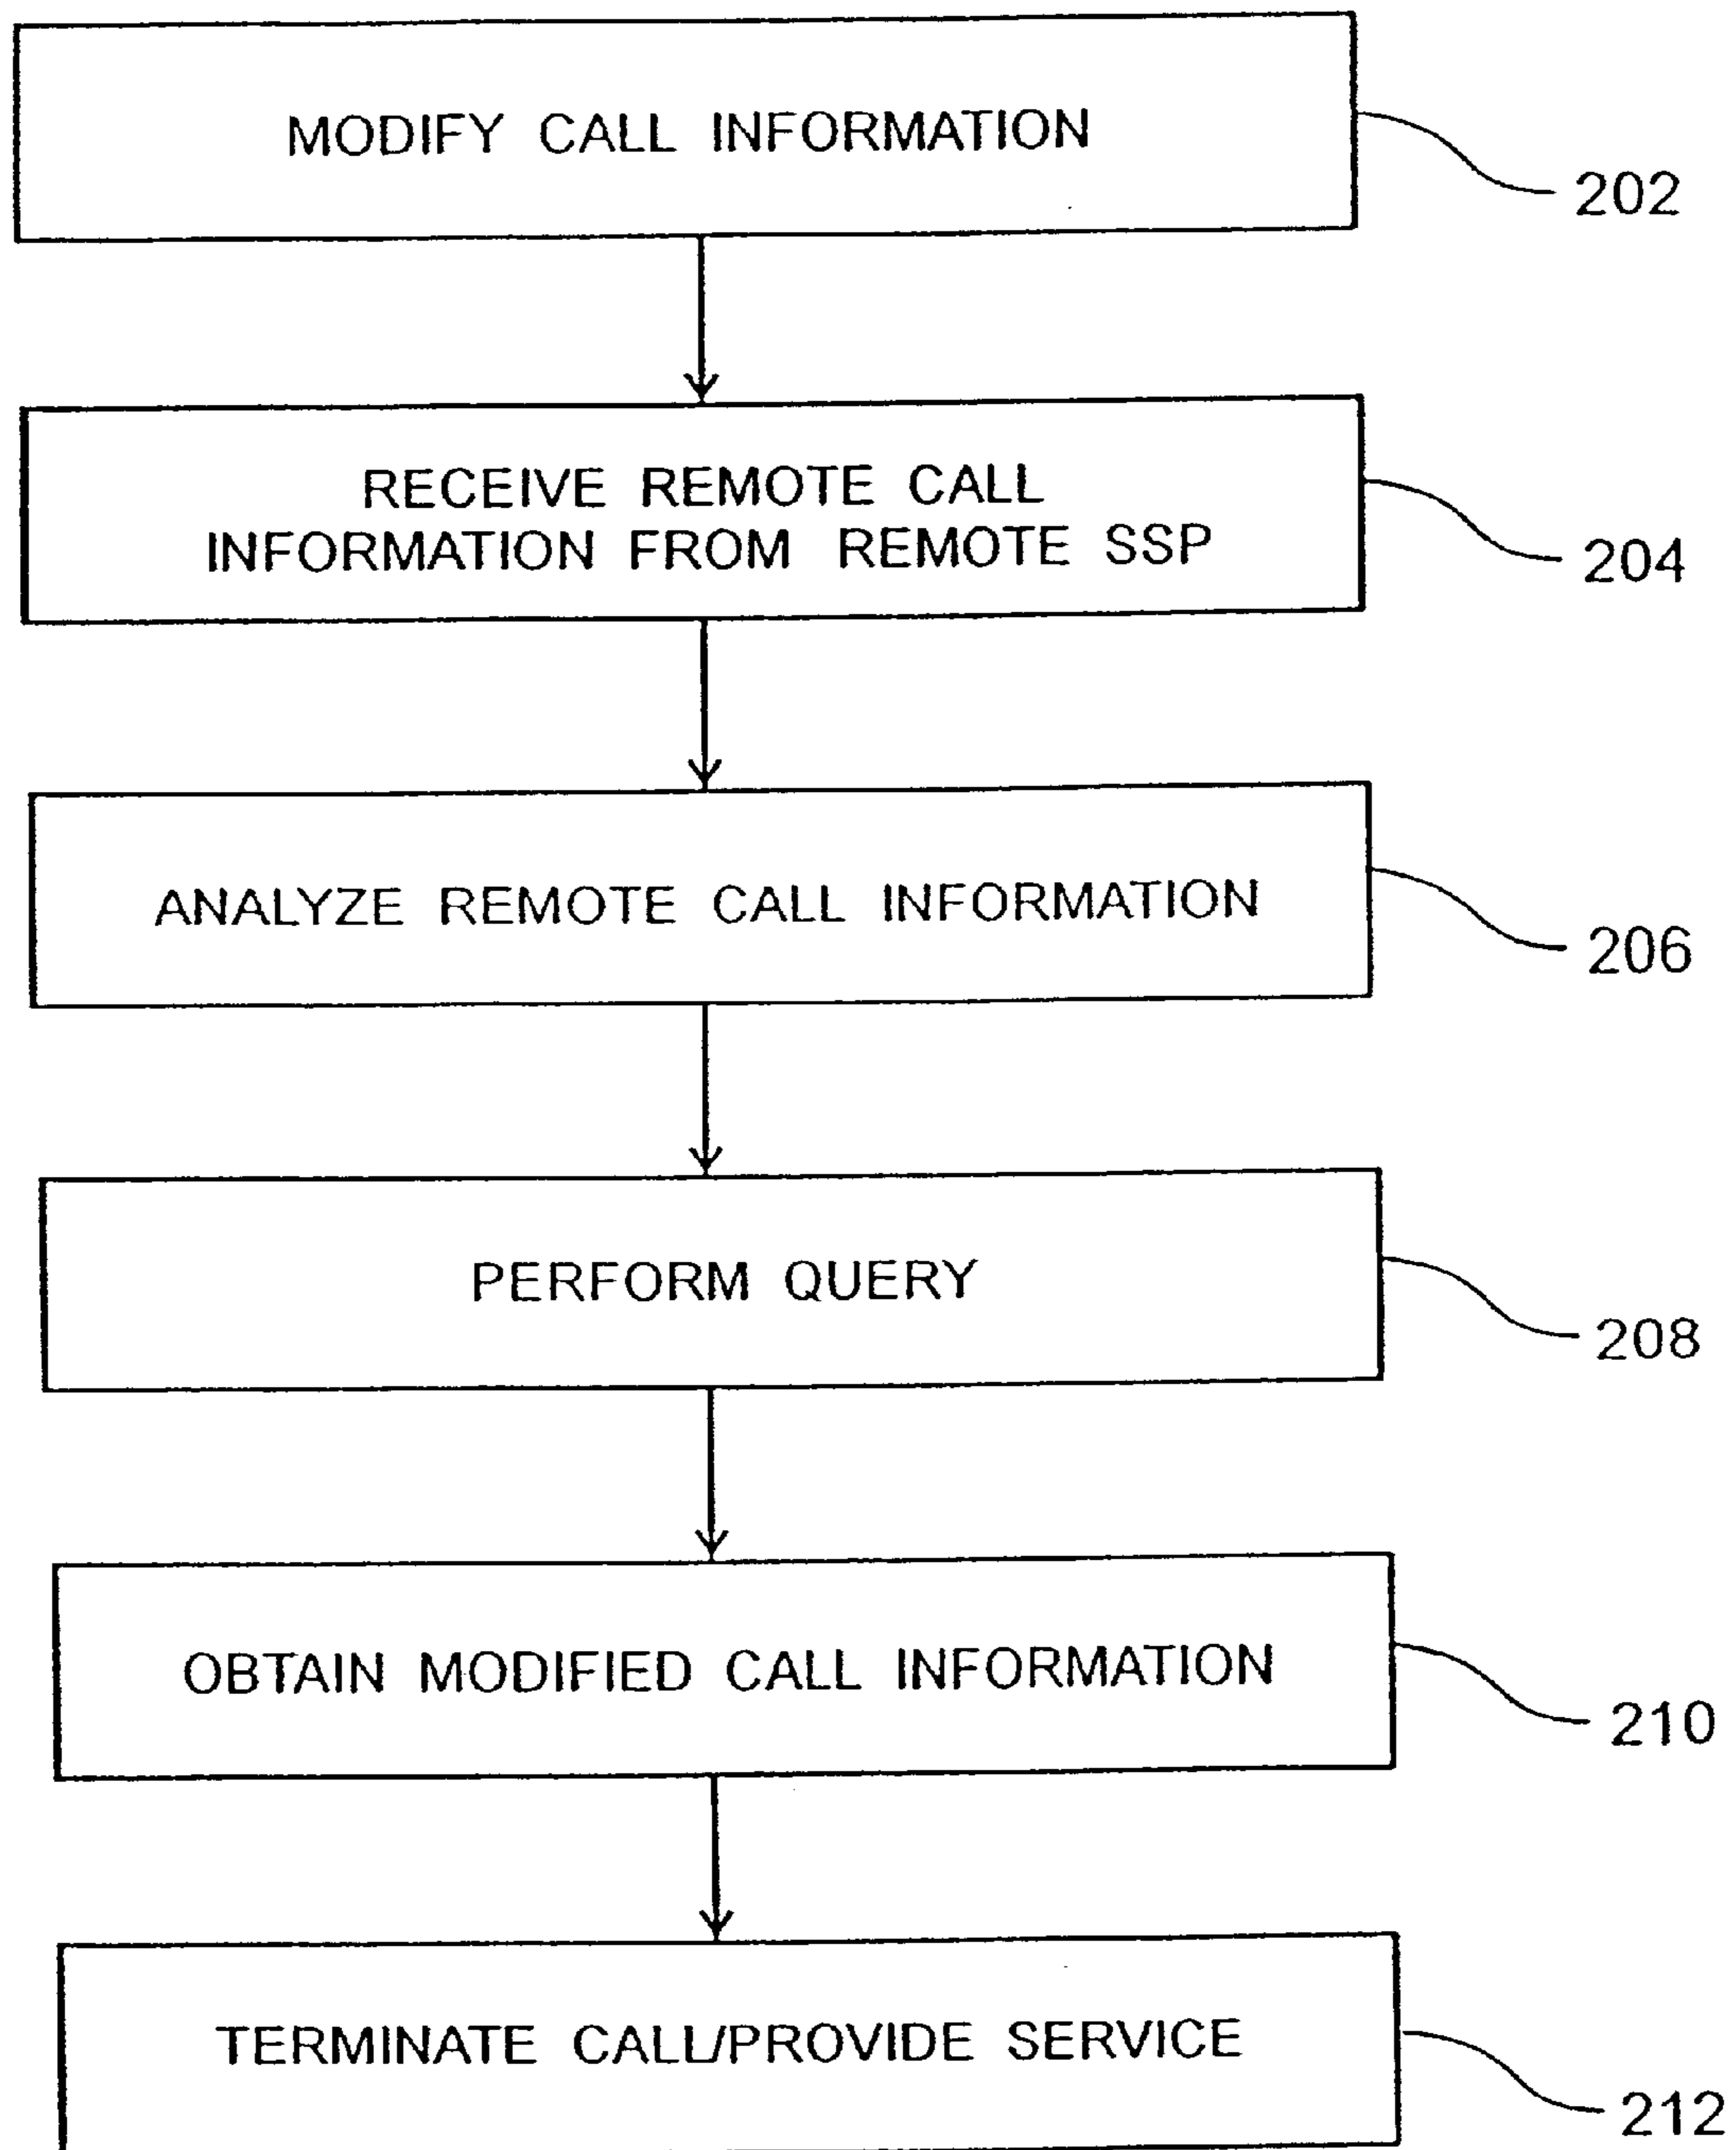 MODIFY CALL INFORMATION
202
RECEIVE REMOTE CALL
INFORMATION FROM REMOTE SSP
204
ANALYZE REMOTE CALL INFORMATION
206
PERFORM QUERY
208
OBTAIN MODIFIED CALL INFORMATION
210
TERMINATE CALL/PROVIDE SERVICE
212